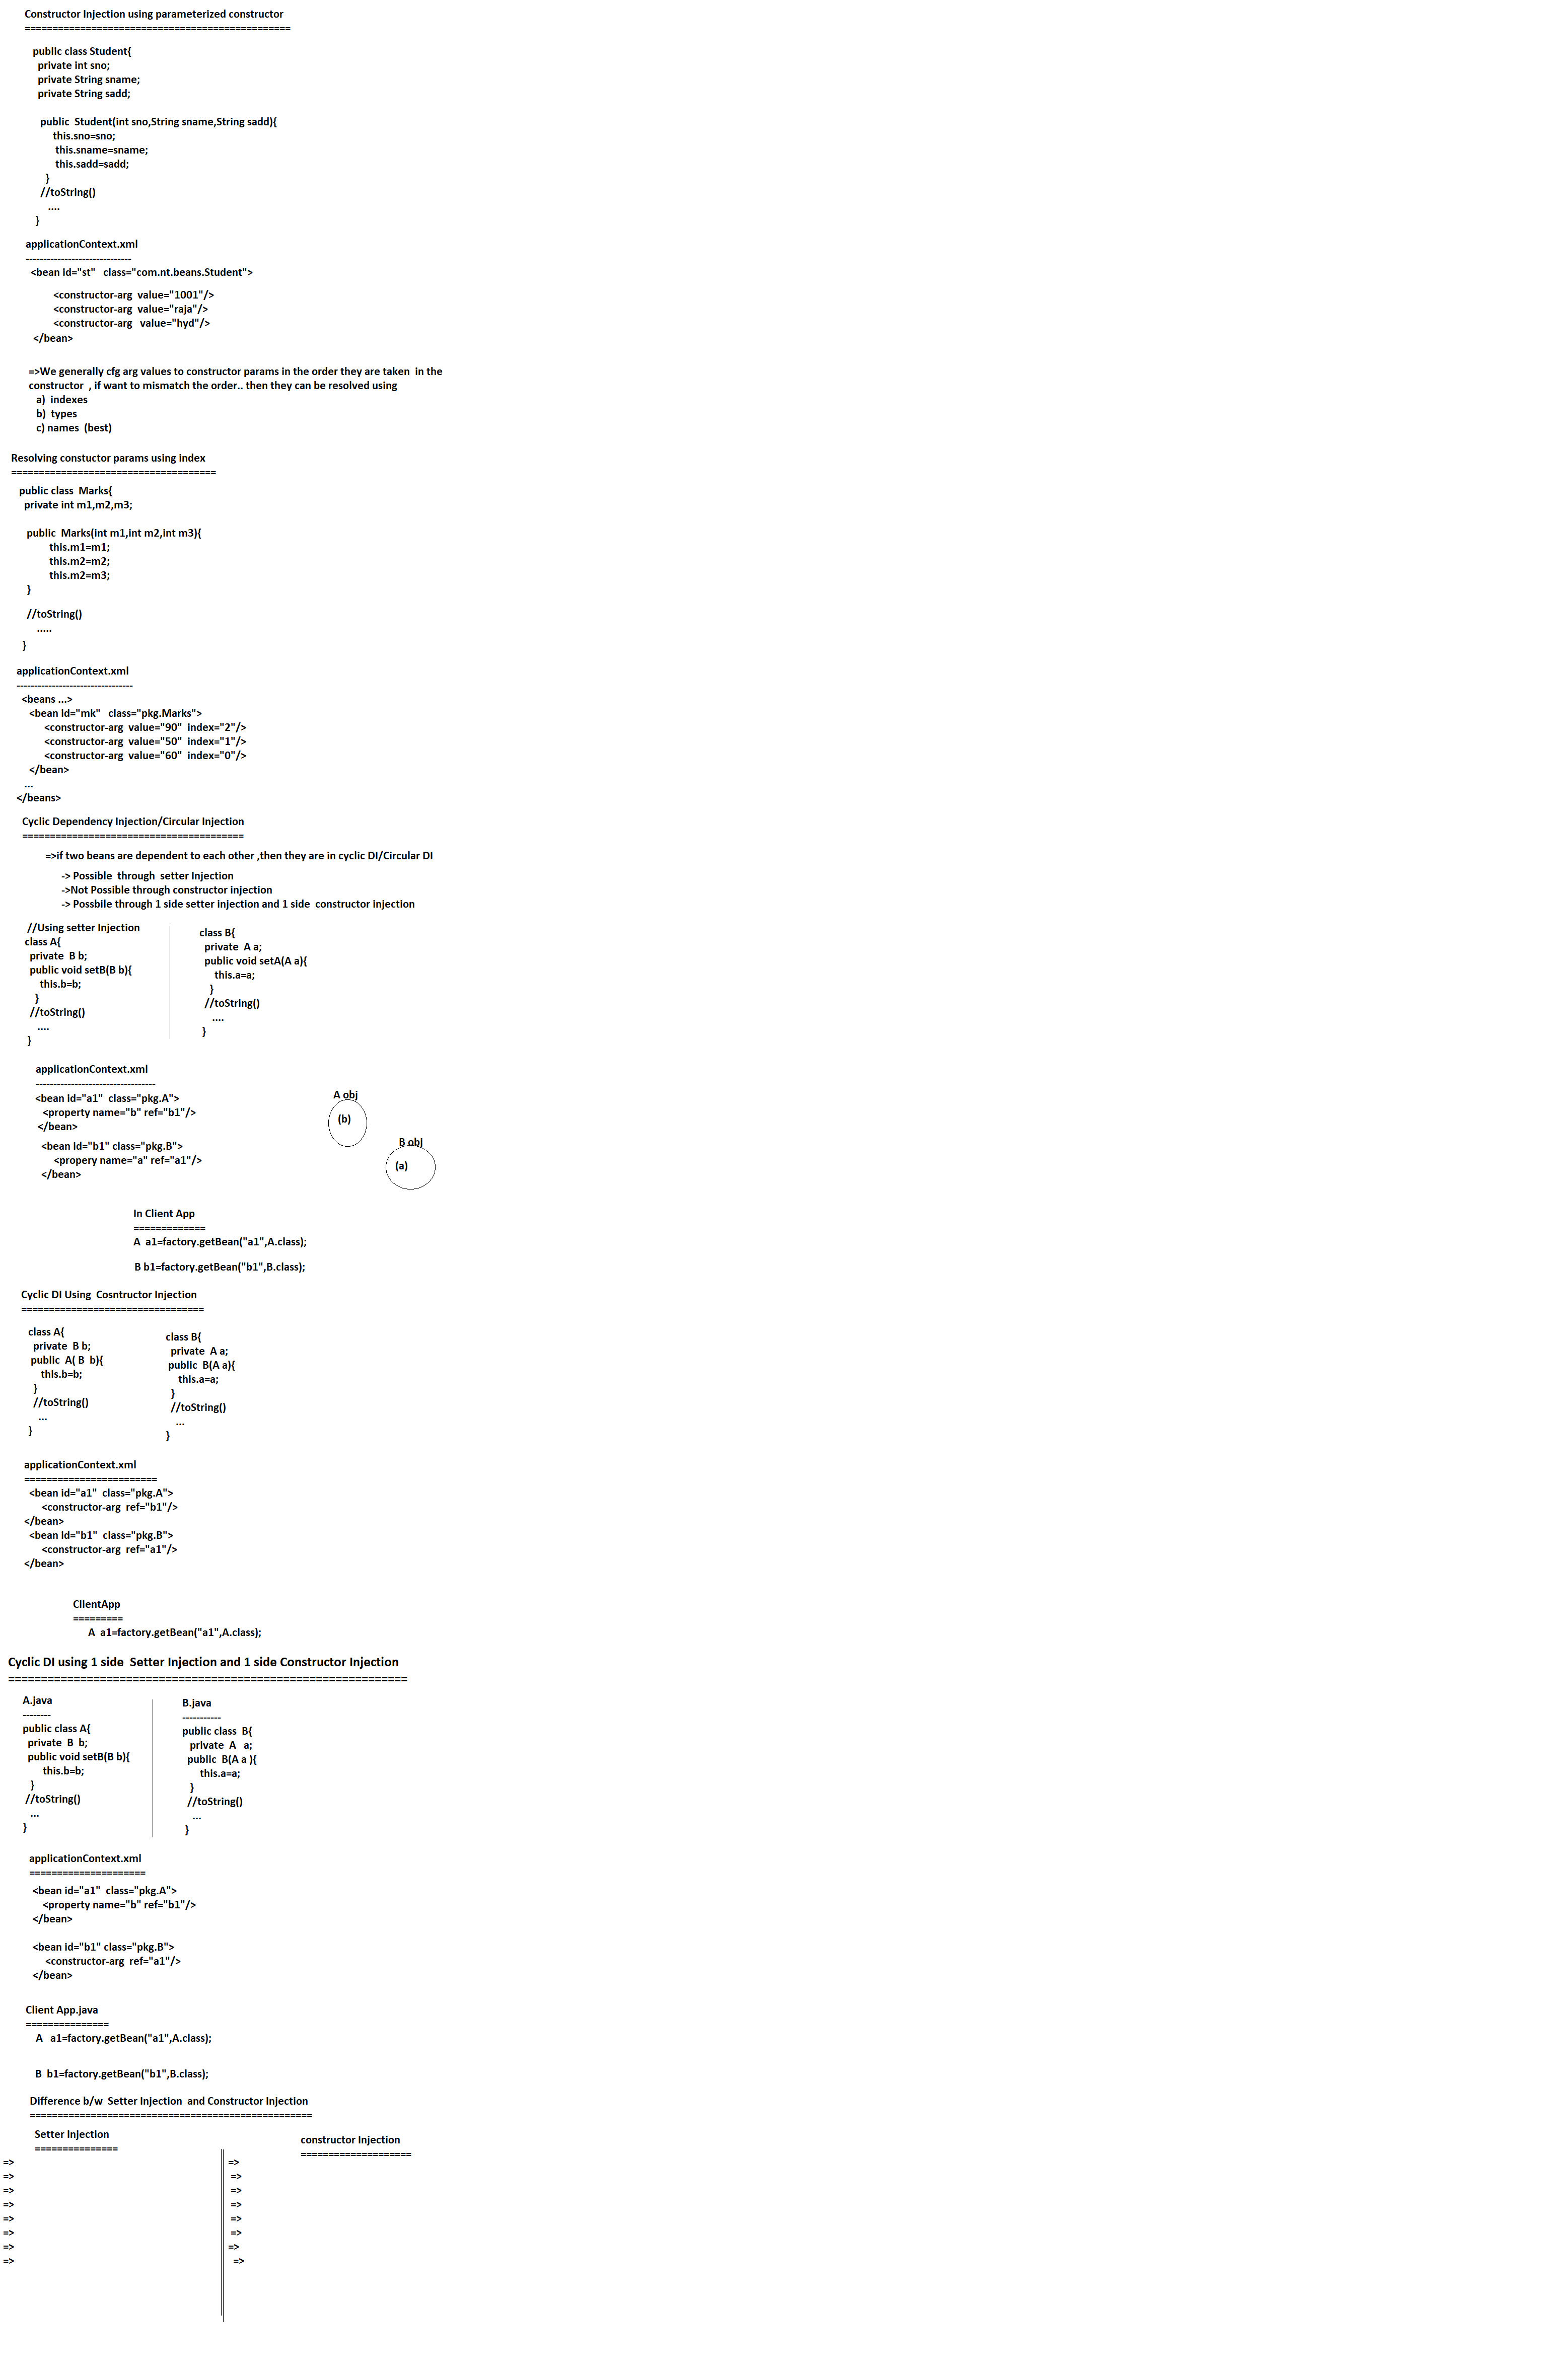 Constructor Injection using parameterized constructor
================================================
public class Student{
private int sno;
private String sname;
private String sadd;
public  Student(int sno,String sname,String sadd){
this.sno=sno;
this.sname=sname;
this.sadd=sadd;
}
//toString()
....
}
applicationContext.xml
------------------------------
<bean id="st"   class="com.nt.beans.Student">
<constructor-arg  value="1001"/>
<constructor-arg  value="raja"/>
<constructor-arg   value="hyd"/>
</bean>
=>We generally cfg arg values to constructor params in the order they are taken  in the
constructor  , if want to mismatch the order.. then they can be resolved using
a)  indexes
b)  types
c) names  (best)
Resolving constuctor params using index
=====================================
public class  Marks{
private int m1,m2,m3;
public  Marks(int m1,int m2,int m3){
this.m1=m1;
this.m2=m2;
this.m2=m3;
}
//toString()
.....
}
applicationContext.xml
---------------------------------
<beans ...>
<bean id="mk"   class="pkg.Marks">
<constructor-arg  value="90"  index="2"/>
<constructor-arg  value="50"  index="1"/>
<constructor-arg  value="60"  index="0"/>
</bean>
...
</beans>
Cyclic Dependency Injection/Circular Injection
========================================
=>if two beans are dependent to each other ,then they are in cyclic DI/Circular DI
-> Possible  through  setter Injection
->Not Possible through constructor injection
-> Possbile through 1 side setter injection and 1 side  constructor injection
//Using setter Injection
class A{
private  B b;
public void setB(B b){
this.b=b;
}
//toString()
....
}
class B{
private  A a;
public void setA(A a){
this.a=a;
}
//toString()
....
}
applicationContext.xml
----------------------------------
<bean id="a1"  class="pkg.A">
<property name="b" ref="b1"/>
</bean>
<bean id="b1" class="pkg.B">
<propery name="a" ref="a1"/>
</bean>
A obj
(b)
B obj
(a)
In Client App
=============
A  a1=factory.getBean("a1",A.class);
B b1=factory.getBean("b1",B.class);
Cyclic DI Using  Cosntructor Injection
=================================
class A{
private  B b;
public  A( B  b){
this.b=b;
}
//toString()
...
}
class B{
private  A a;
public  B(A a){
this.a=a;
}
//toString()
...
}
applicationContext.xml
========================
<bean id="a1"  class="pkg.A">
<constructor-arg  ref="b1"/>
</bean>
<bean id="b1"  class="pkg.B">
<constructor-arg  ref="a1"/>
</bean>
ClientApp
=========
A  a1=factory.getBean("a1",A.class);
Cyclic DI using 1 side  Setter Injection and 1 side Constructor Injection
=============================================================
A.java
--------
public class A{
private  B  b;
public void setB(B b){
this.b=b;
}
//toString()
...
}
B.java
-----------
public class  B{
private  A   a;
public  B(A a ){
this.a=a;
}
//toString()
...
}
applicationContext.xml
=====================
<bean id="a1"  class="pkg.A">
<property name="b" ref="b1"/>
</bean>
<bean id="b1" class="pkg.B">
<constructor-arg  ref="a1"/>
</bean>
Client App.java
===============
A   a1=factory.getBean("a1",A.class);
B  b1=factory.getBean("b1",B.class);
Difference b/w  Setter Injection  and Constructor Injection
===================================================
Setter Injection
===============
=>
=>
=>
=>
=>
=>
=>
=>
constructor Injection
====================
=>
=>
=>
=>
=>
=>
=>
=>